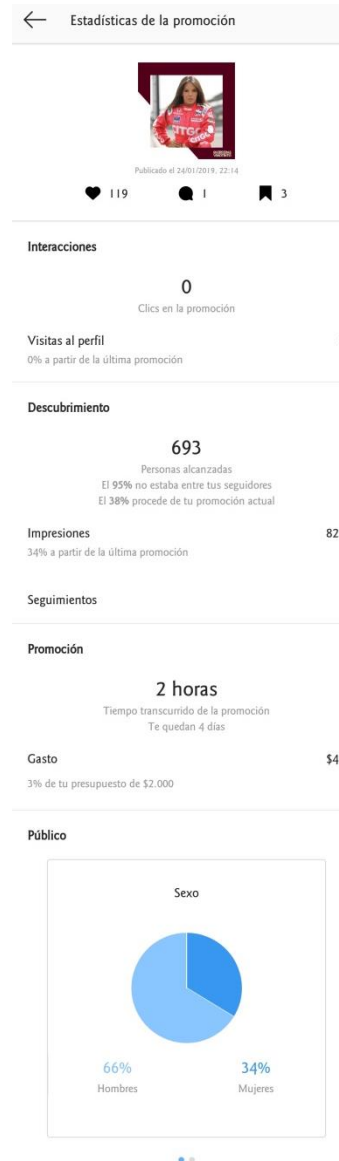 Estadísticas de la promoción
Publicado el 24/01/2019, 22:14
119 1 3
Interacciones
0
Clics en la promoción
Visitas al perfil
0% a partir de la última promoción
Descubrimiento
693
Personas alcanzadas
El 95% no estaba entre tus seguidores
El 38% procede de tu promoción actual
Impresiones 82
34% a partir de la última promoción
Seguimientos
Promoción
2 horas
Tiempo transcurrido de la promoción
Te quedan 4 días
Gasto $4
3% de tu presupuesto de $2.000
Público
Sexo
66% 34%
Hombres Mujeres